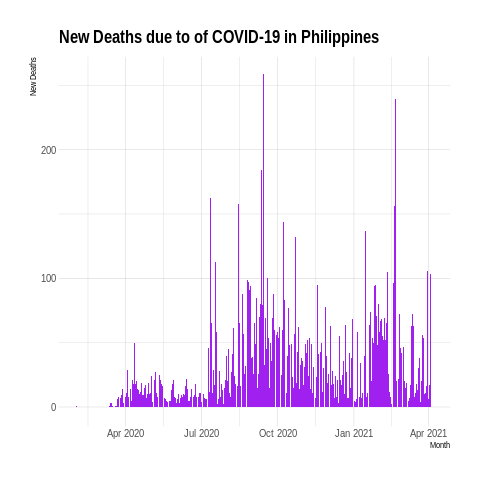 New Deaths due to of COVID-19 in Philippines
New Deaths
200
100
0
Apr 2020 Jul 2020 Oct 2020 Jan 2021 Apr 2021
Month